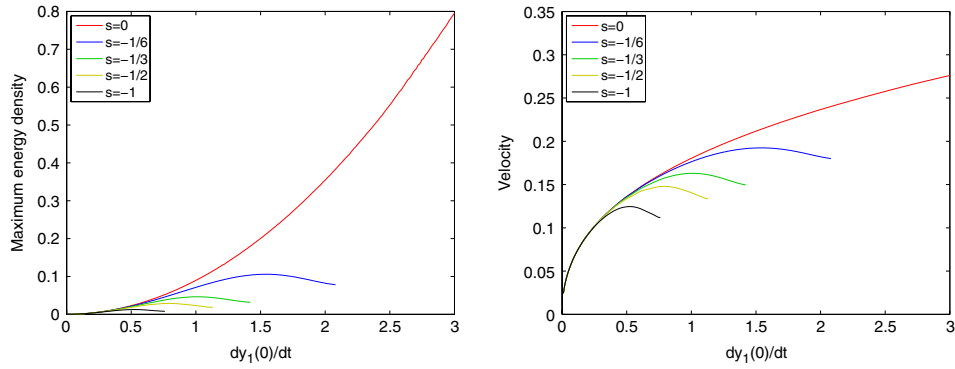 0.8
0.7
0.6
0.5
0.4
0.3
0.2
0.1
0
Maximum energy density
s=0
s=−1/6
s=−1/3
s=−1/2
s=−1
0 0.5 1 1.5 2 2.5 3
dy1(0)/dt
0.35
0.3
0.25
0.2
0.15
0.1
0.05
0
Velocity
s=0
s=−1/6
s=−1/3
s=−1/2
s=−1
0 0.5 1 1.5 2 2.5 3
dy1(0)/dt